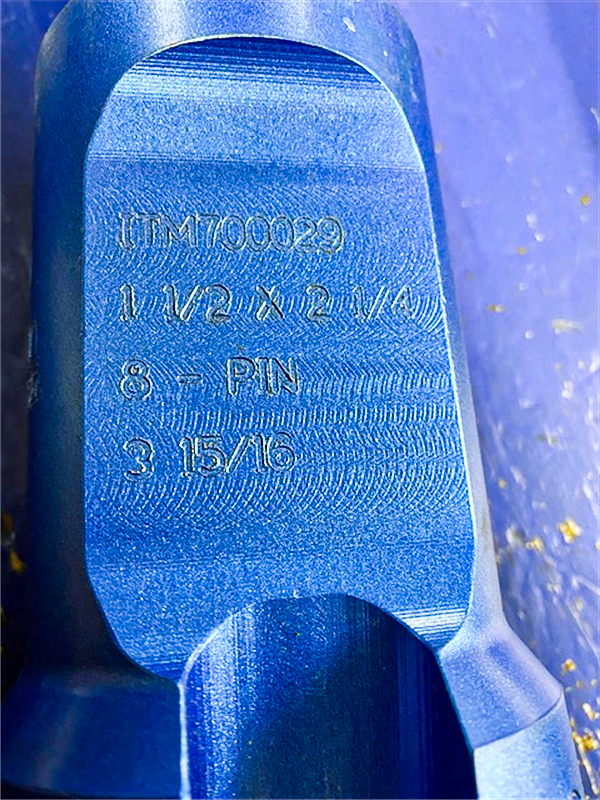 ITM700029
1 1/2 X 2 1/4
8 - PIN
3 15/16